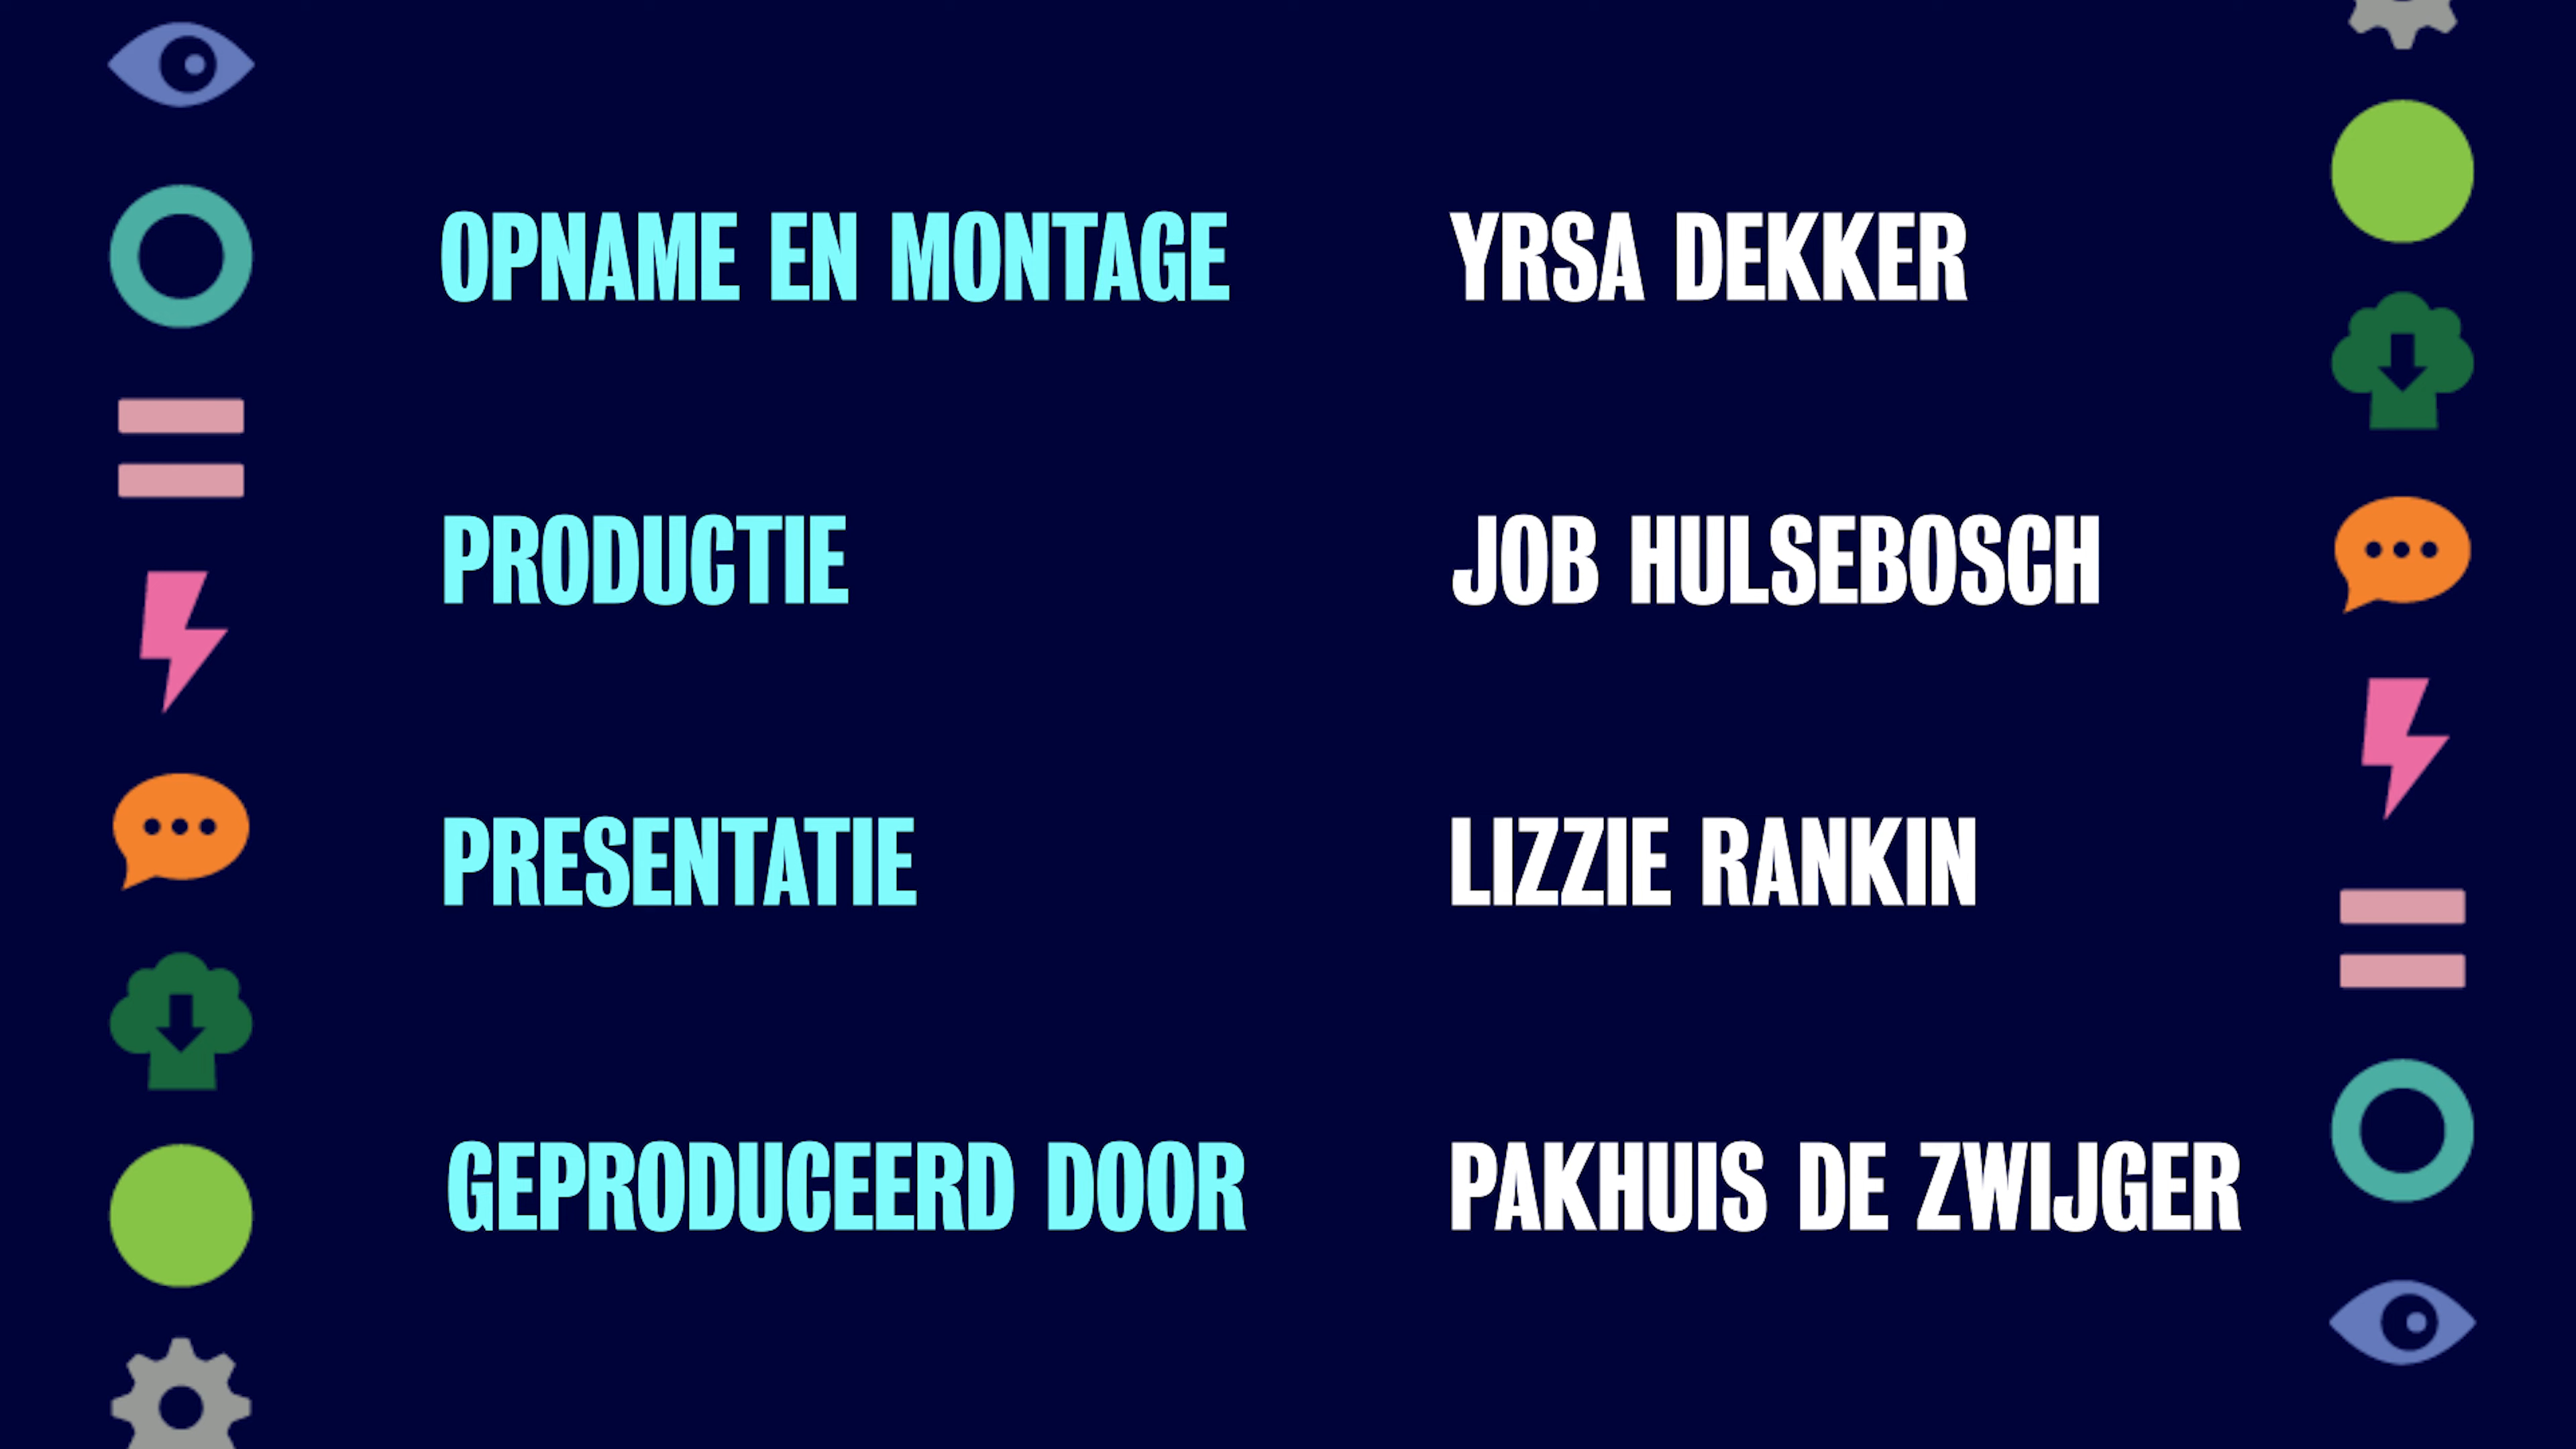 OPNAME EN MONTAGE YRSA DEKKER
PRODUCTIE JOB HULSEBOSCH
PRESENTATIE LIZZIE RANKIN
GEPRODUCEERD DOOR PAKHUIS DE ZWIJGER